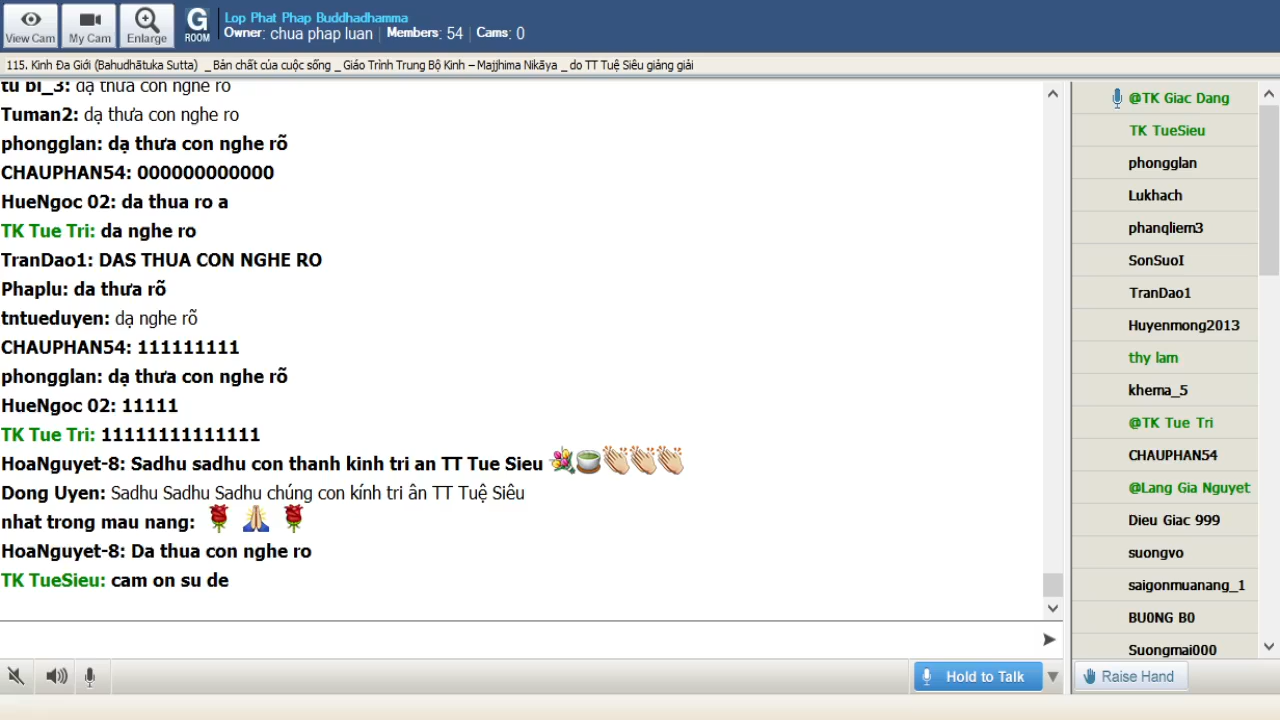 View Cam
My Cam
Enlarge
G
ROOM
Lop Phat Phap Buddhadhamma
Owner: chua phap luan | Members: 54 | Cams: 0
115. Kinh Đa Giới (Bahudhātuka Sutta) _ Bản chất của cuộc sống _ Giáo Trình Trung Bộ Kinh – Majjhima Nikāya _ do TT Tuệ Siêu giảng giải
tu bi_3: dạ thưa con nghe ro
Tuman2: dạ thưa con nghe ro
phongglan: dạ thưa con nghe rõ
CHAUPHAN54: 000000000000
HueNgoc 02: da thua ro a
TK Tue Tri: da nghe ro
TranDao1: DAS THUA CON NGHE RO
Phaplu: da thưa rõ
tntueduyen: dạ nghe rõ
CHAUPHAN54: 111111111
phongglan: dạ thưa con nghe rõ
HueNgoc 02: 11111
TK Tue Tri: 11111111111111
HoaNguyet-8: Sadhu sadhu con thanh kinh tri an TT Tue Sieu
Dong Uyen: Sadhu Sadhu Sadhu chúng con kính tri ân TT Tuệ Siêu
nhat trong mau nang:
HoaNguyet-8: Da thua con nghe ro
TK TueSieu: cam on su de
Hold to Talk
@TK Giac Dang
TK TueSieu
phongglan
Lukhach
phanqliem3
SonSuoI
TranDao1
Huyenmong2013
thy lam
khema_5
@TK Tue Tri
CHAUPHAN54
@Lang Gia Nguyet
Dieu Giac 999
suongvo
saigonmuanang_1
BU0NG B0
Suongmai000
Raise Hand